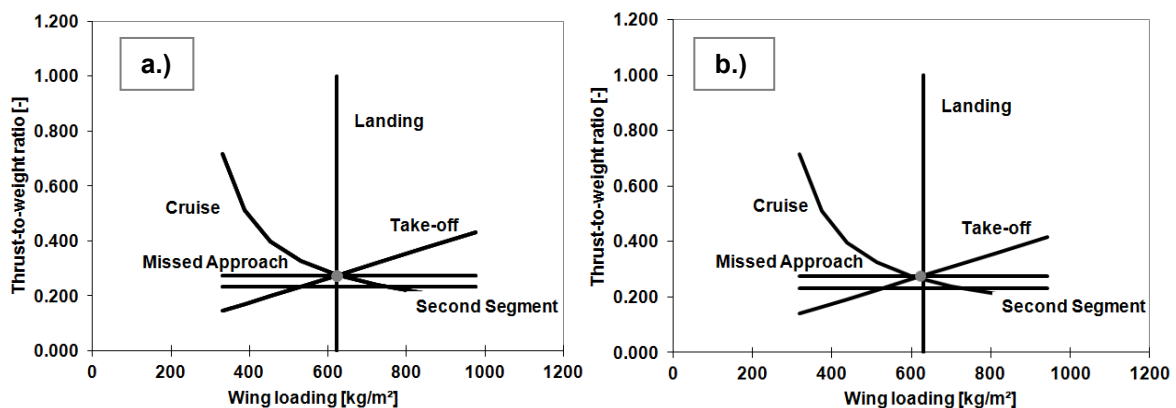 a.)
Thrust-to-weight ratio [-]
1.200
1.000
0.800
0.600
0.400
0.200
0.000
Landing
Cruise
Take-off
Missed Approach
Second Segment
0 200 400 600 800 1000 1200
Wing loading [kg/m²]
b.)
Thrust-to-weight ratio [-]
1.200
1.000
0.800
0.600
0.400
0.200
0.000
Landing
Cruise
Take-off
Missed Approach
Second Segment
0 200 400 600 800 1000 1200
Wing loading [kg/m²]